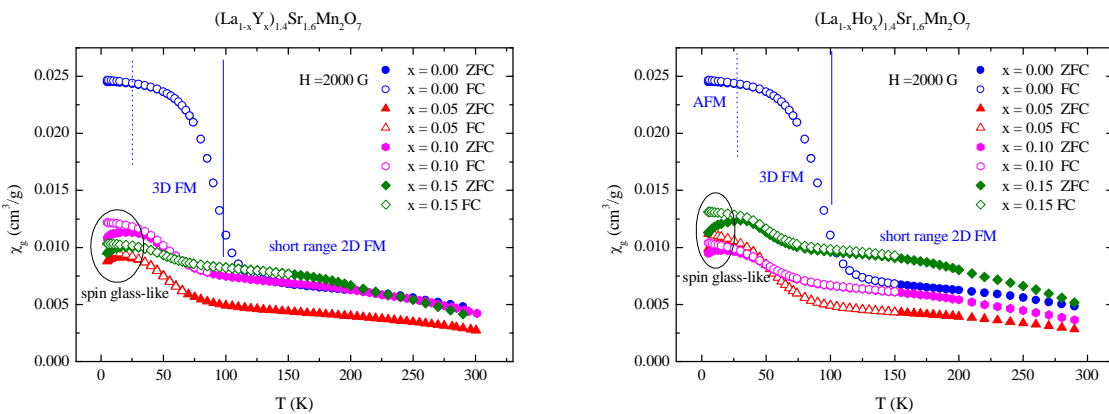 (La1-xYx)1.4Sr1.6Mn2O7
0.025
0.020
0.015
0.010
0.005
0.000
χg (cm3/g)
H =2000 G
x = 0.00 ZFC
x = 0.00 FC
x = 0.05 ZFC
x = 0.05 FC
x = 0.10 ZFC
x = 0.10 FC
x = 0.15 ZFC
x = 0.15 FC
3D FM
short range 2D FM
spin glass-like
0 50 100 150 200 250 300
T (K)
(La1-xHox)1.4Sr1.6Mn2O7
0.025
0.020
0.015
0.010
0.005
0.000
χg (cm3/g)
H =2000 G
x = 0.00 ZFC
x = 0.00 FC
x = 0.05 ZFC
x = 0.05 FC
x = 0.10 ZFC
x = 0.10 FC
x = 0.15 ZFC
x = 0.15 FC
AFM
3D FM
short range 2D FM
spin glass-like
0 50 100 150 200 250 300
T (K)